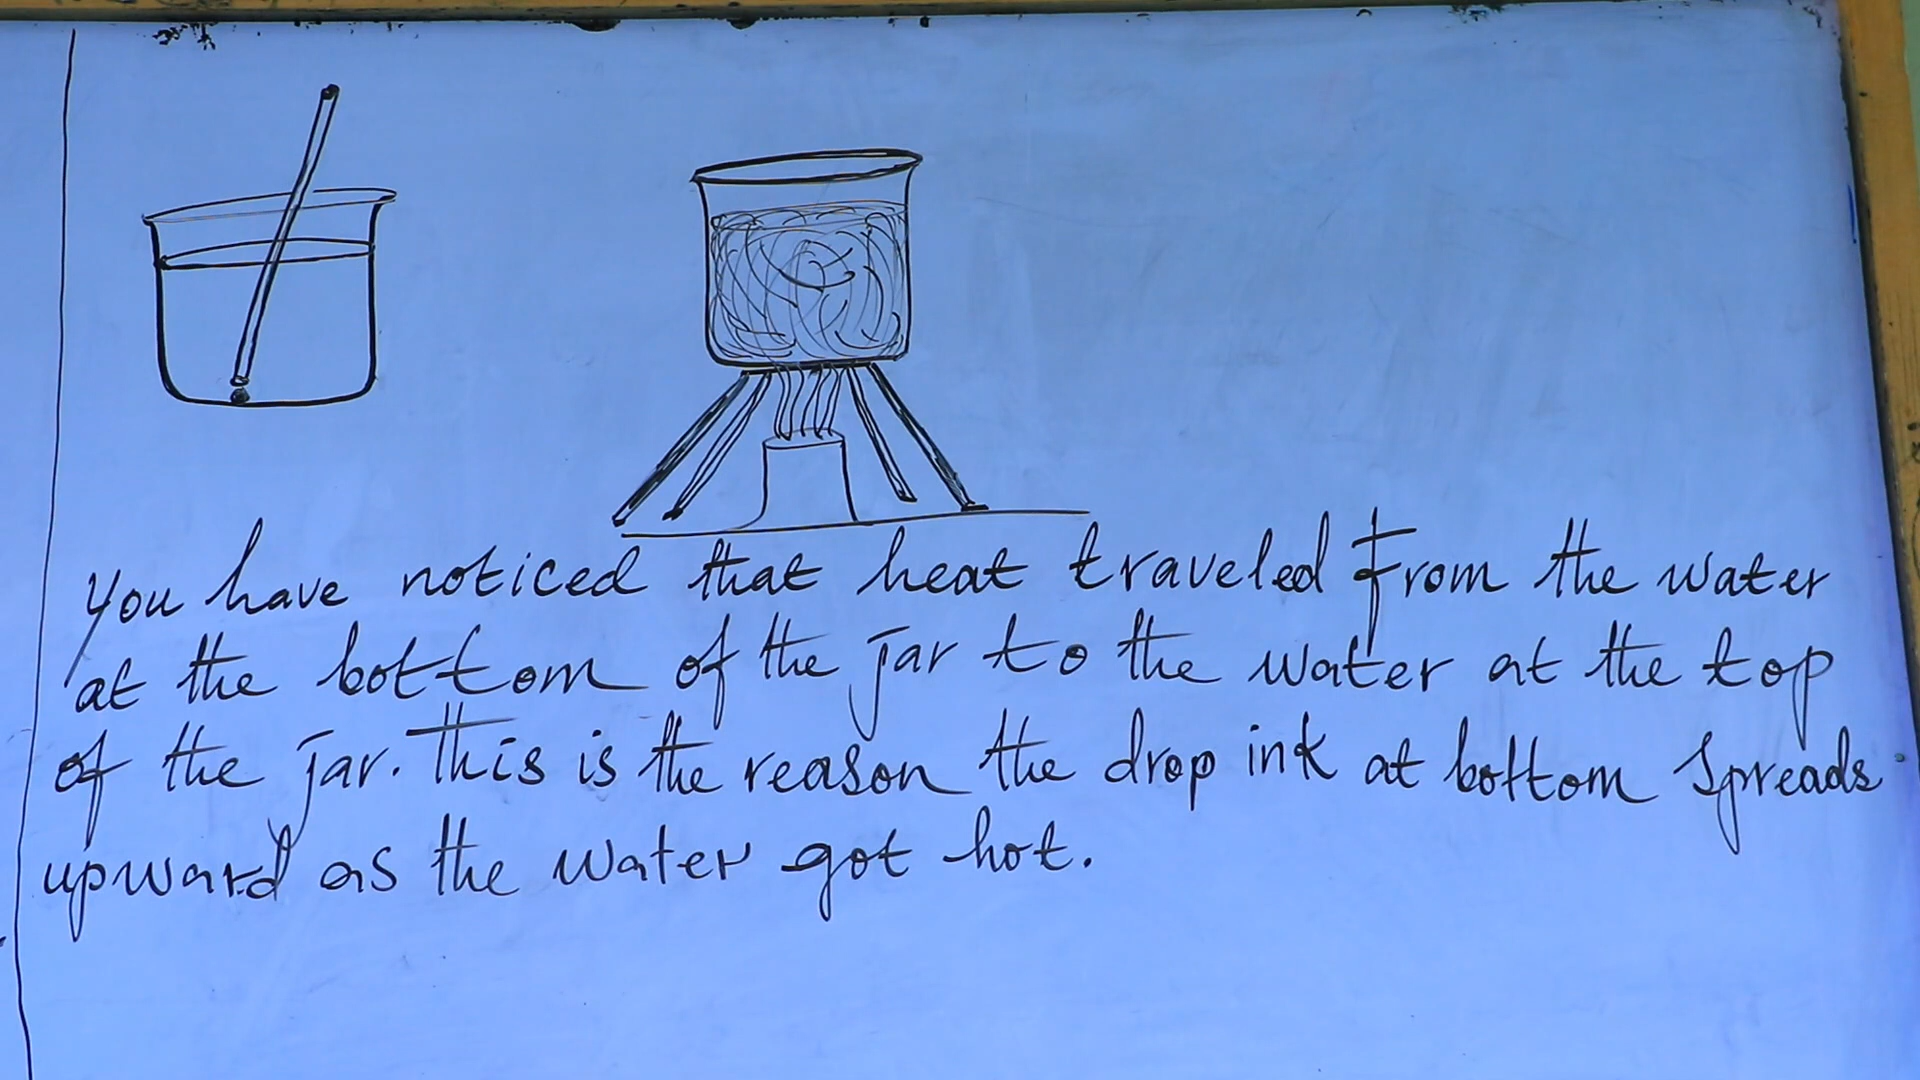 You have noticed that heat traveled from the water
at the bottom of the jar to the water at the top
of the jar. This is the reason the drop ink at bottom spreads
upward as the water got hot.